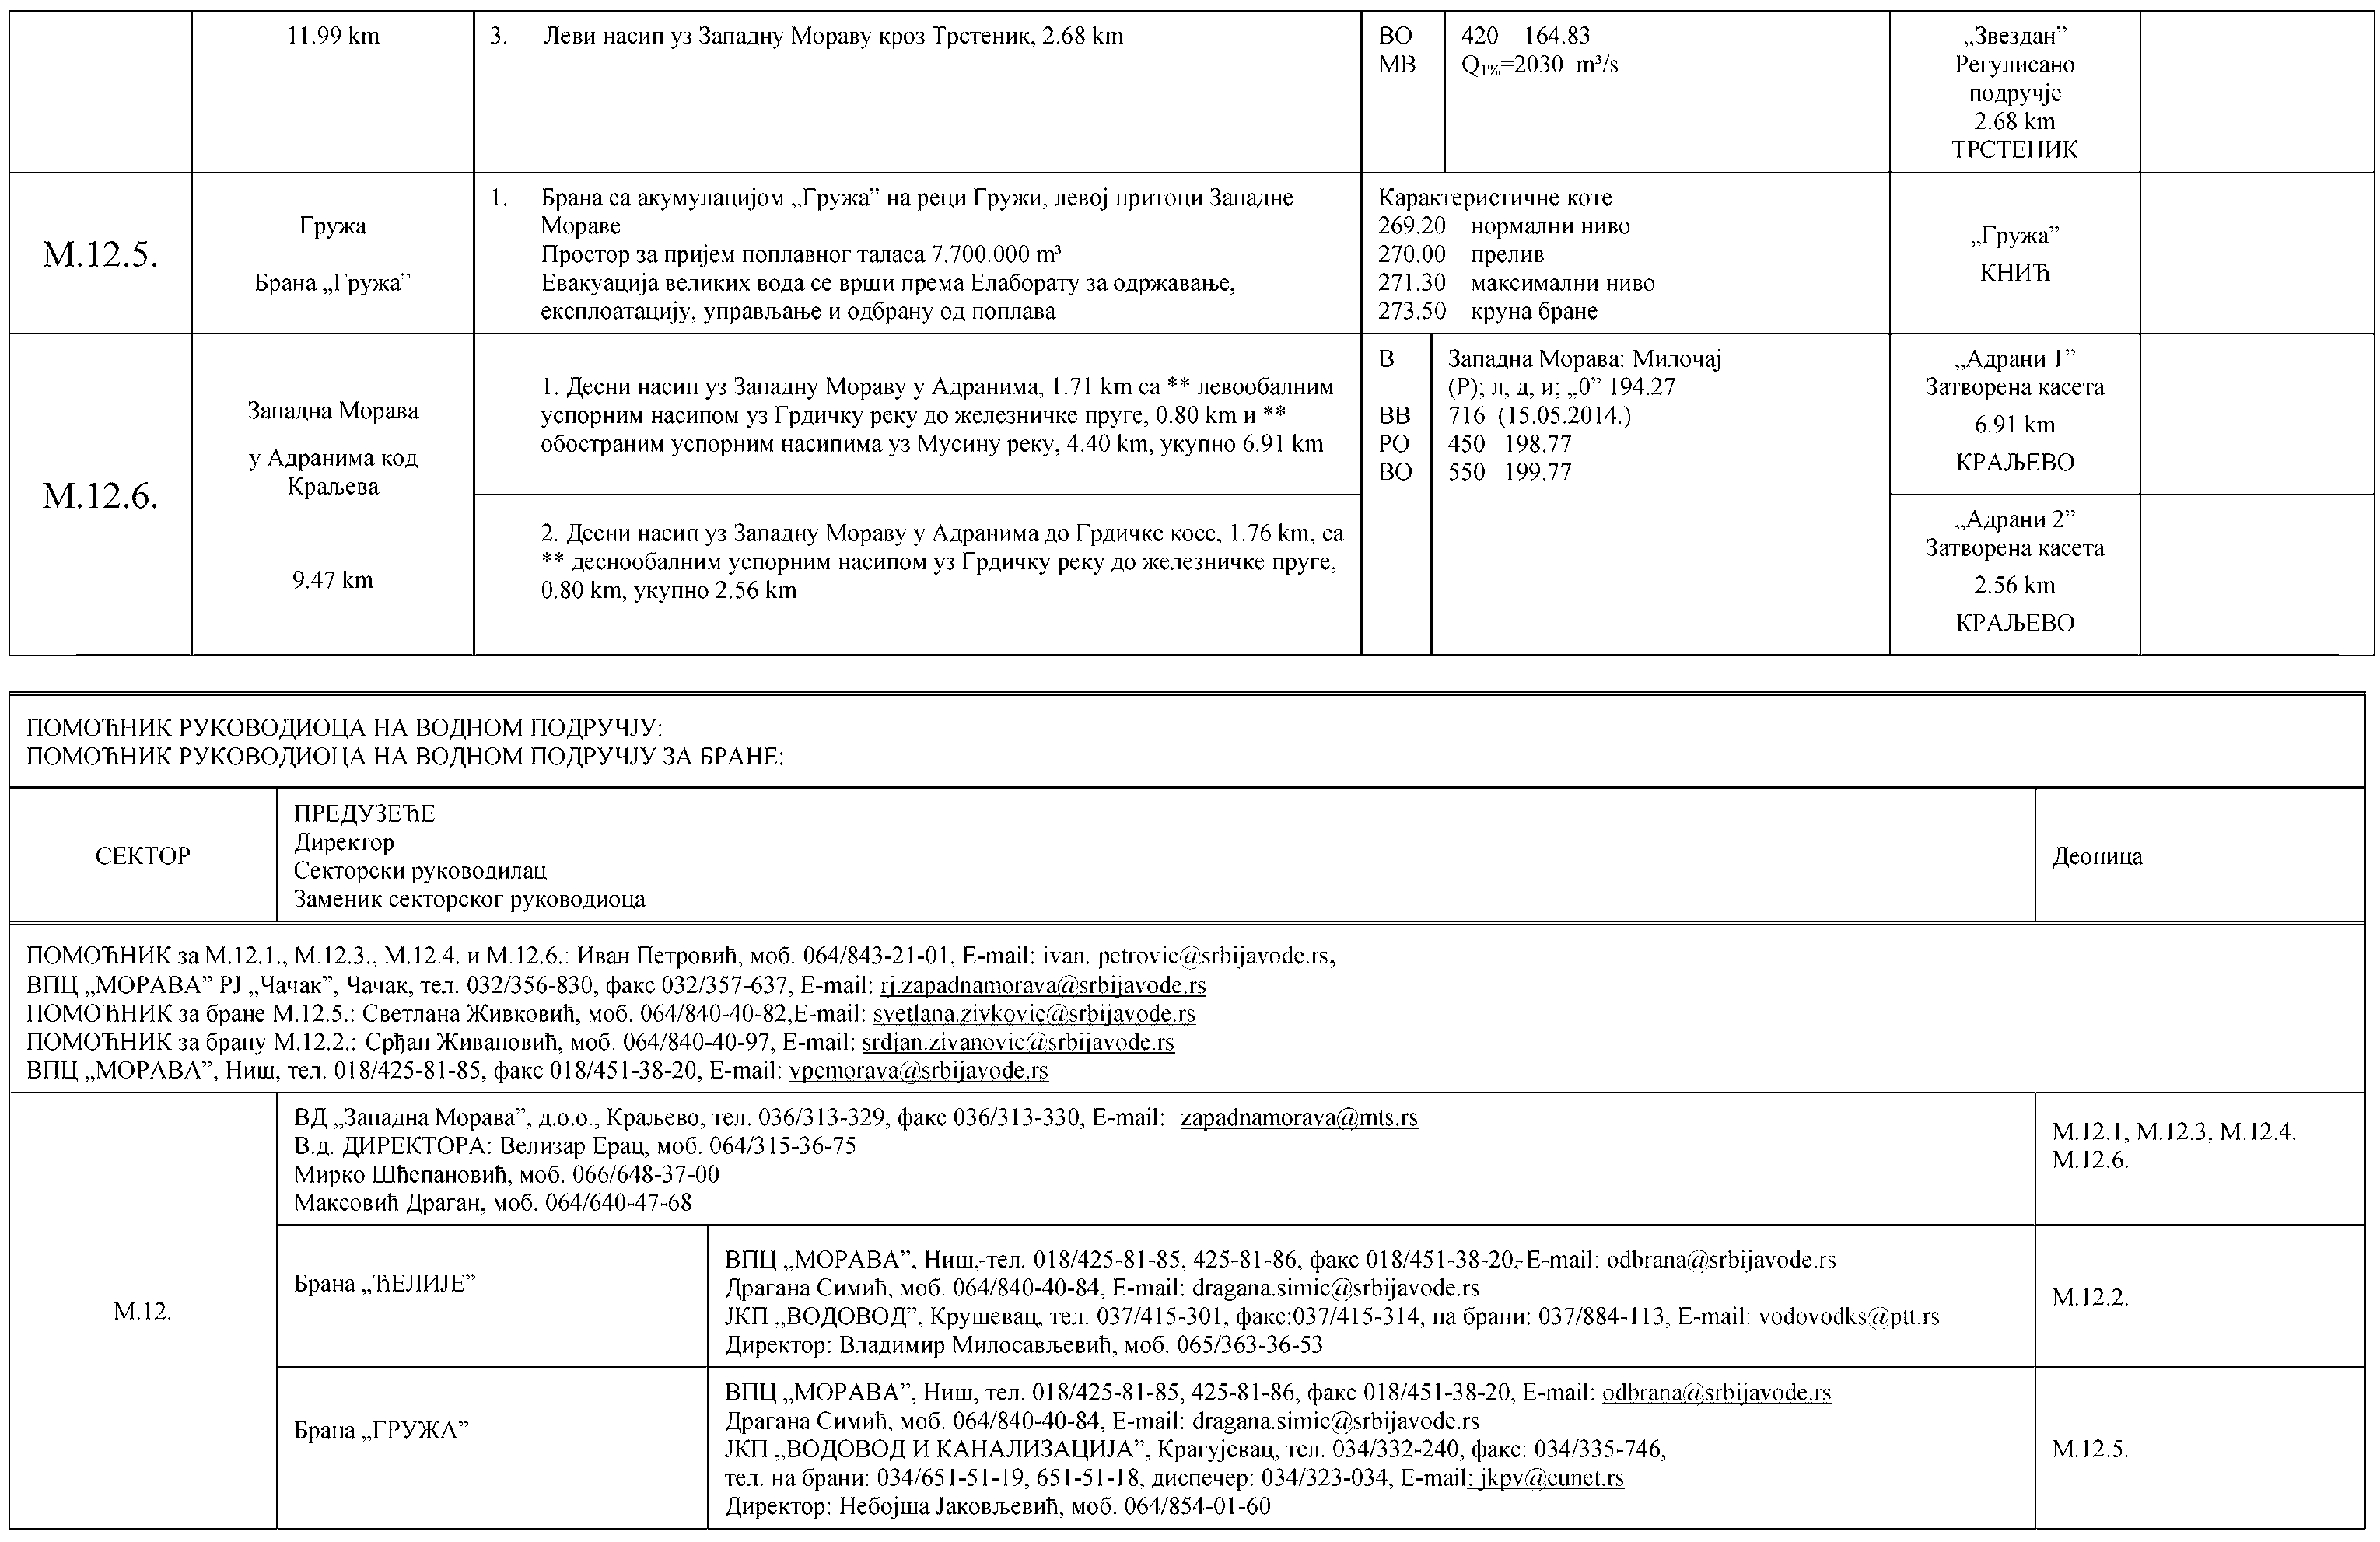 11.99 km
3. Леви насип уз Западну Мораву кроз Трстеник, 2.68 km
ВО 420 164.83
МВ Q1%=2030 m³/s
„Звездан”
Регулисано
подручје
2.68 km
ТРСТЕНИК
М.12.5.
Гружа
Брана „Гружа”
1. Брана са акумулацијом „Гружа” на реци Гружи, левој притоци Западне
Мораве
Простор за пријем поплавног таласа 7.700.000 m³
Евакуација великих вода се врши према Елаборату за одржавање,
експлоатацију, управљање и одбрану од поплава
Карактеристичне коте
269.20 нормални ниво
270.00 прелив
271.30 максимални ниво
273.50 круна бране
„Гружа”
КНИЋ
М.12.6.
Западна Морава
у Адранима код
Краљева
9.47 km
1. Десни насип уз Западну Мораву у Адранима, 1.71 km са ** левообалним
успорним насипом уз Грдичку реку до железничке пруге, 0.80 km и **
обостраним успорним насипима уз Мусину реку, 4.40 km, укупно 6.91 km
2. Десни насип уз Западну Мораву у Адранима до Грдичке косе, 1.76 km, са
** деснообалним успорним насипом уз Грдичку реку до железничке пруге,
0.80 km, укупно 2.56 km
В Западна Морава: Милочај
(Р); л, д, и; „0” 194.27
ВВ 716 (15.05.2014.)
РО 450 198.77
ВО 550 199.77
„Адрани 1”
Затворена касета
6.91 km
КРАЉЕВО
„Адрани 2”
Затворена касета
2.56 km
КРАЉЕВО
ПОМОЋНИК РУКОВОДИОЦА НА ВОДНОМ ПОДРУЧЈУ:
ПОМОЋНИК РУКОВОДИОЦА НА ВОДНОМ ПОДРУЧЈУ ЗА БРАНЕ:
СЕКТОР
ПРЕДУЗЕЋЕ
Директор
Секторски руководилац
Заменик секторског руководиоца
Деоница
ПОМОЋНИК за М.12.1., М.12.3., М.12.4. и М.12.6.: Иван Петровић, моб. 064/843-21-01, E-mail: ivan. petrovic@srbijavode.rs,
ВПЦ „МОРАВА” РЈ „Чачак”, Чачак, тел. 032/356-830, факс 032/357-637, E-mail: rj.zapadnamorava@srbijavode.rs
ПОМОЋНИК за бране М.12.5.: Светлана Живковић, моб. 064/840-40-82,E-mail: svetlana.zivkovic@srbijavode.rs
ПОМОЋНИК за брану М.12.2.: Срђан Живановић, моб. 064/840-40-97, E-mail: srdjan.zivanovic@srbijavode.rs
ВПЦ „МОРАВА”, Ниш, тел. 018/425-81-85, факс 018/451-38-20, E-mail: vpcmorava@srbijavode.rs
М.12.
ВД „Западна Морава”, д.о.о., Краљево, тел. 036/313-329, факс 036/313-330, E-mail: zapadnamorava@mts.rs
В.д. ДИРЕКТОРА: Велизар Ерац, моб. 064/315-36-75
Мирко Шћепановић, моб. 066/648-37-00
Максовић Драган, моб. 064/640-47-68
М.12.1, М.12.3, М.12.4.
М.12.6.
Брана „ЋЕЛИЈЕ”
ВПЦ „МОРАВА”, Ниш,-тел. 018/425-81-85, 425-81-86, факс 018/451-38-20,-E-mail: odbrana@srbijavode.rs
Драгана Симић, моб. 064/840-40-84, E-mail: dragana.simic@srbijavode.rs
ЈКП „ВОДОВОД”, Крушевац, тел. 037/415-301, факс:037/415-314, на брани: 037/884-113, E-mail: vodovodks@ptt.rs
Директор: Владимир Милосављевић, моб. 065/363-36-53
М.12.2.
Брана „ГРУЖА”
ВПЦ „МОРАВА”, Ниш, тел. 018/425-81-85, 425-81-86, факс 018/451-38-20, E-mail: odbrana@srbijavode.rs
Драгана Симић, моб. 064/840-40-84, E-mail: dragana.simic@srbijavode.rs
ЈКП „ВОДОВОД И КАНАЛИЗАЦИЈА”, Крагујевац, тел. 034/332-240, факс: 034/335-746,
тел. на брани: 034/651-51-19, 651-51-18, диспечер: 034/323-034, E-mail: jkpv@eunet.rs
Директор: Небојша Јаковљевић, моб. 064/854-01-60
М.12.5.